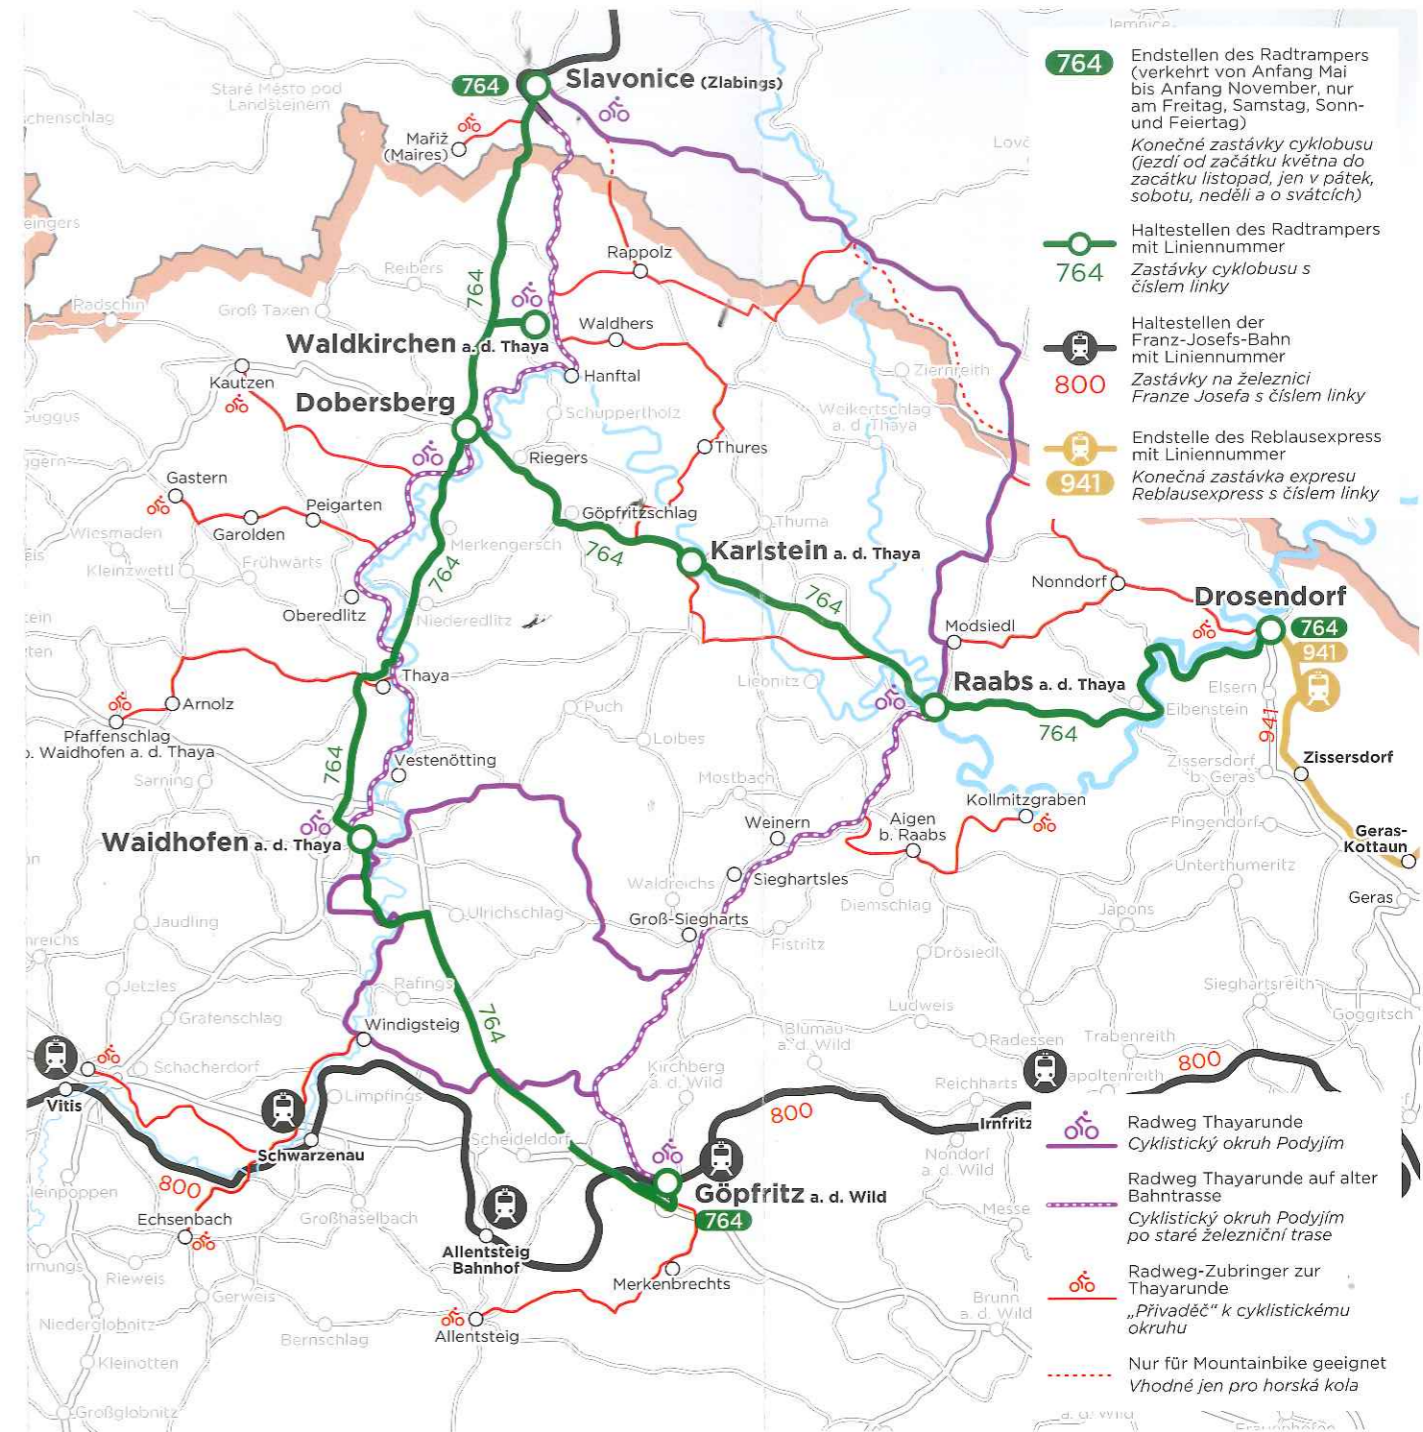 Jemnice
764
Slavonice (Zlabings)
Staré Město pod
Landštejnem
Mařiž
(Maires)
Rappolz
Reibers
Radschin
Groß Taxen
764
Waldkirchen a. d. Thaya
Waldhers
Kautzen
Hanftal
Ziernreith
Dobersberg
Schuppertholz
Weikertschlag
a. d. Thaya
Thures
Riegers
Gastern
Peigarten
Göpfritzschlag
Thuma
Wiesmaden
Garolden
Merkengersch
764
Karlstein a. d. Thaya
Kleinzwettl
Frühwärts
764
764
Nonndorf
Drosendorf
Oberedlitz
Niederedlitz
764
941
Modsiedl
Thaya
Liebnitz
Raabs a. d. Thaya
Elsern
Arnolz
Puch
Eibenstein
Pfaffenschlag
b. Waidhofen a. d. Thaya
764
941
Loibes
764
Vestenötting
Zissersdorf
Zissersdorf
b. Geras
Sarning
Mostbach
Kollmitzgraben
Weinern
Aigen
b. Raabs
Pingendorf
Geras-
Kottaun
Waidhofen a. d. Thaya
Unterthumeritz
Waldreichs
Sieghartsles
Diemschlag
Geras
Jaudling
Ulrichschlag
Groß-Siegharts
Japons
Fistritz
Drösiedl
Jetzles
Rafings
Sieghartsreith
Ludweis
Goggitsch
Grafenschlag
Windigsteig
764
Blumau
a. d. Wild
Radessen
Trabenreith
Schacherdorf
Kirchberg
a. d. Wild
800
Reichharts
Limpfings
Vitis
800
Irnfritz
Scheideldorf
Schwarzenau
Nondorf
a. d. Wild
800
Göpfritz a. d. Wild
764
Echsenbach
Großhaselbach
Allentsteig
Bahnhof
Rieweis
Merkenbrechts
Gerweis
Brunn
a. d. Wild
Niederglobnitz
Bernschlag
Allentsteig
Kleinotten
Großglobnitz
764
Endstellen des Radtrampers
(verkehrt von Anfang Mai
bis Anfang November, nur
am Freitag, Samstag, Sonn-
und Feiertag)
Konečné zastávky cyklobusu
(jezdí od začátku května do
zacátku listopad, jen v pátek,
sobotu, neděli a o svátcích)
Haltestellen des Radtrampers
mit Liniennummer
764
Zastávky cyklobusu s
číslem linky
Haltestellen der
Franz-Josefs-Bahn
mit Liniennummer
800
Zastávky na železnici
Franze Josefa s číslem linky
Endstelle des Reblausexpress
mit Liniennummer
941
Konečná zastávka expresu
Reblausexpress s číslem linky
Radweg Thayarunde
Cyklistický okruh Podyjím
Radweg Thayarunde auf alter
Bahntrasse
Cyklistický okruh Podyjím
po staré železniční trase
Radweg-Zubringer zur
Thayarunde
„Přivaděč“ k cyklistickému
okruhu
Nur für Mountainbike geeignet
Vhodné jen pro horská kola